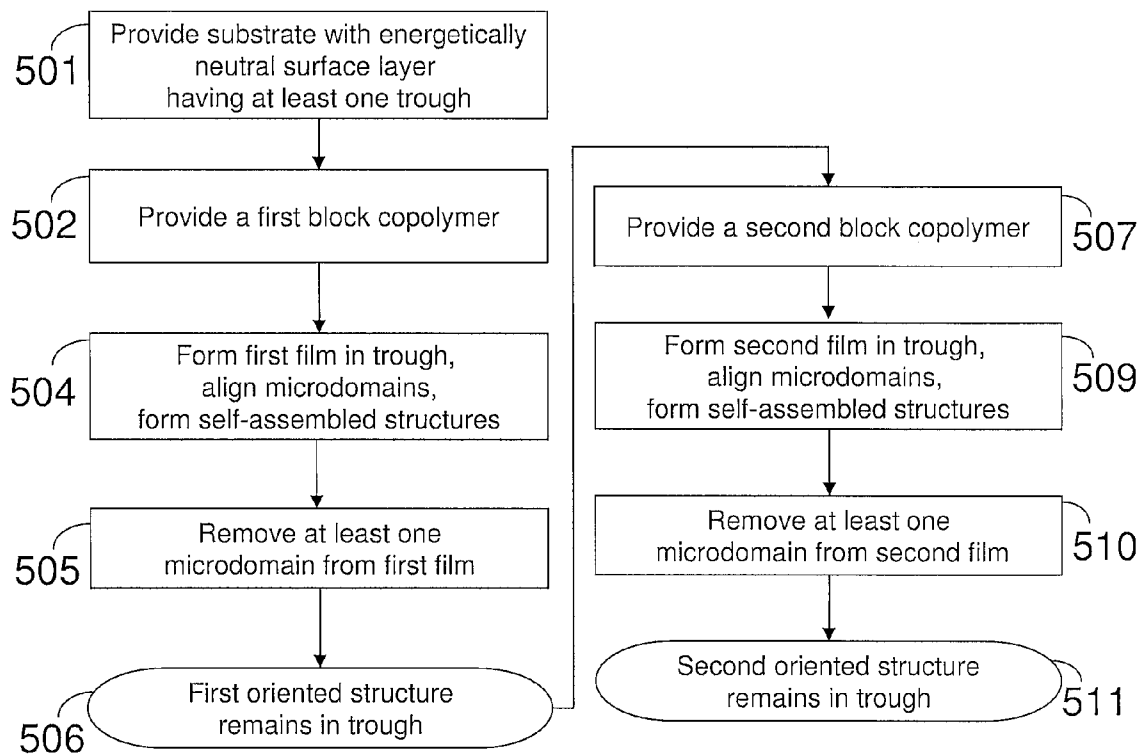 501
Provide substrate with energetically
neutral surface layer
having at least one trough
502
Provide a first block copolymer
504
Form first film in trough,
align microdomains,
form self-assembled structures
505
Remove at least one
microdomain from first film
506
First oriented structure
remains in trough
Provide a second block copolymer
507
Form second film in trough,
align microdomains,
form self-assembled structures
509
Remove at least one
microdomain from second film
510
Second oriented structure
remains in trough
511